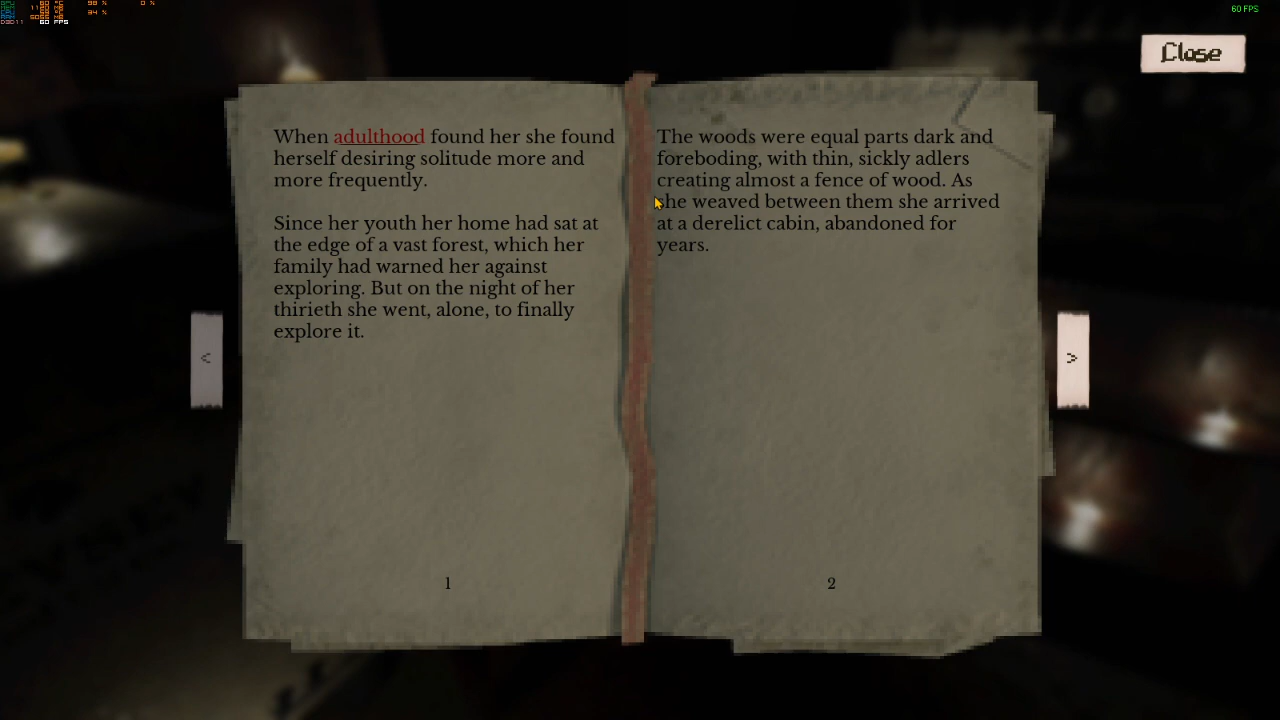 60 FPS
60 FPS
Close
When adulthood found her she found
herself desiring solitude more and
more frequently.
Since her youth her home had sat at
the edge of a vast forest, which her
family had warned her against
exploring. But on the night of her
thirieth she went, alone, to finally
explore it.
1
The woods were equal parts dark and
foreboding, with thin, sickly adlers
creating almost a fence of wood. As
she weaved between them she arrived
at a derelict cabin, abandoned for
years.
2
<
>